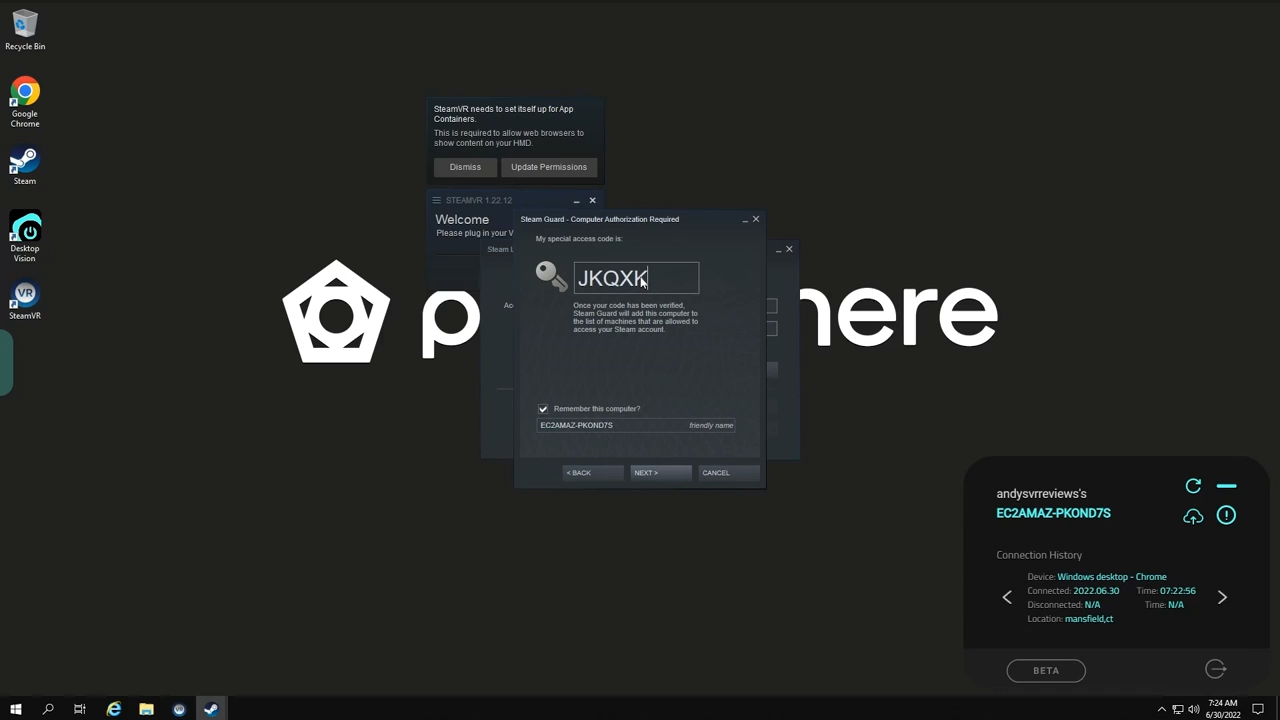 Recycle Bin
Google
Chrome
Steam
Desktop
Vision
SteamVR
SteamVR needs to set itself up for App
Containers.
This is required to allow web browsers to
show content on your HMD.
Dismiss
Update Permissions
STEAMVR 1.22.12
Welcome
Please plug in your V
Steam L
Acc
Steam Guard - Computer Authorization Required
My special access code is:
JKQXK
Once your code has been verified,
Steam Guard will add this computer to
the list of machines that are allowed to
access your Steam account.
Remember this computer?
EC2AMAZ-PKOND7S friendly name
< BACK
NEXT >
CANCEL
p
here
andysvrreviews's
EC2AMAZ-PKOND7S
Connection History
Device: Windows desktop - Chrome
Connected: 2022.06.30 Time: 07:22:56
Disconnected: N/A Time: N/A
Location: mansfield,ct
BETA
7:24 AM
6/30/2022